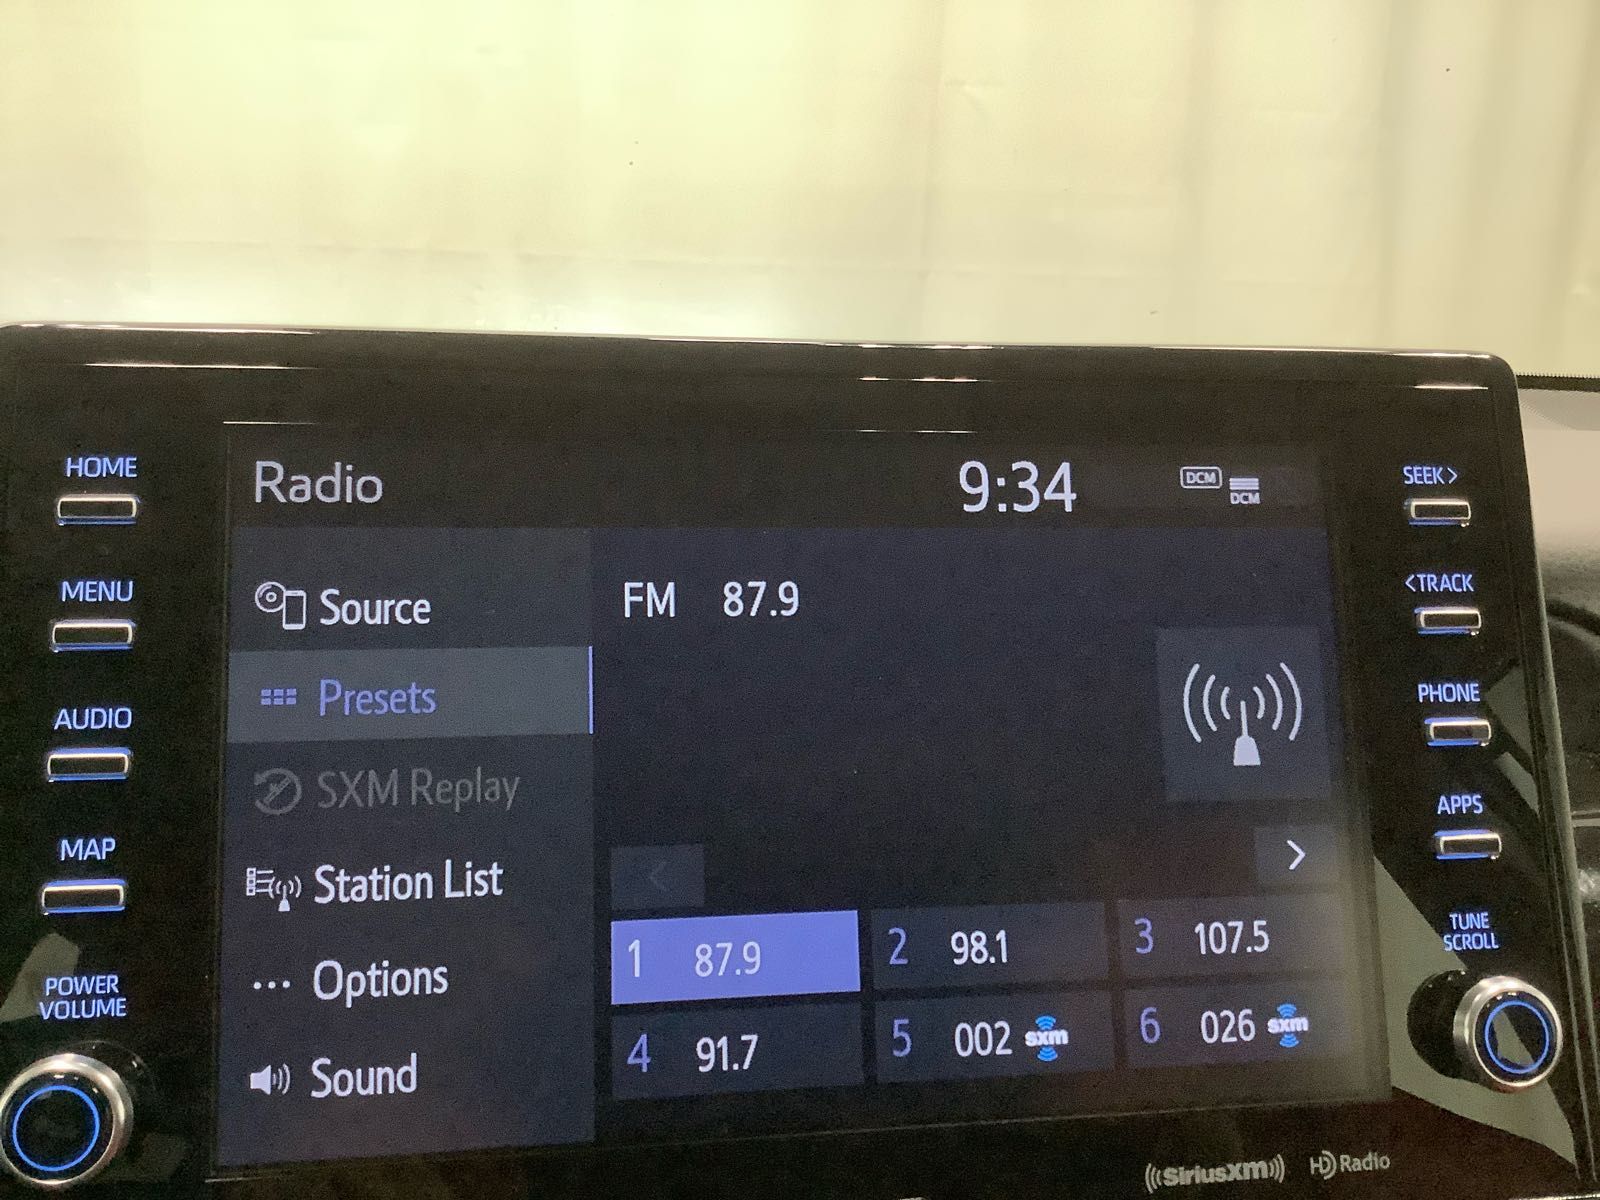 HOME
MENU
AUDIO
MAP
POWER
VOLUME
Radio
9:34
DCM
DCM
Source
Presets
SXM Replay
Station List
Options
Sound
FM 87.9
<
>
1 87.9
2 98.1
3 107.5
4 91.7
5 002 sxm
6 026 sxm
SEEK>
<TRACK
PHONE
APPS
TUNE
SCROLL
((SiriusXM))
HD Radio